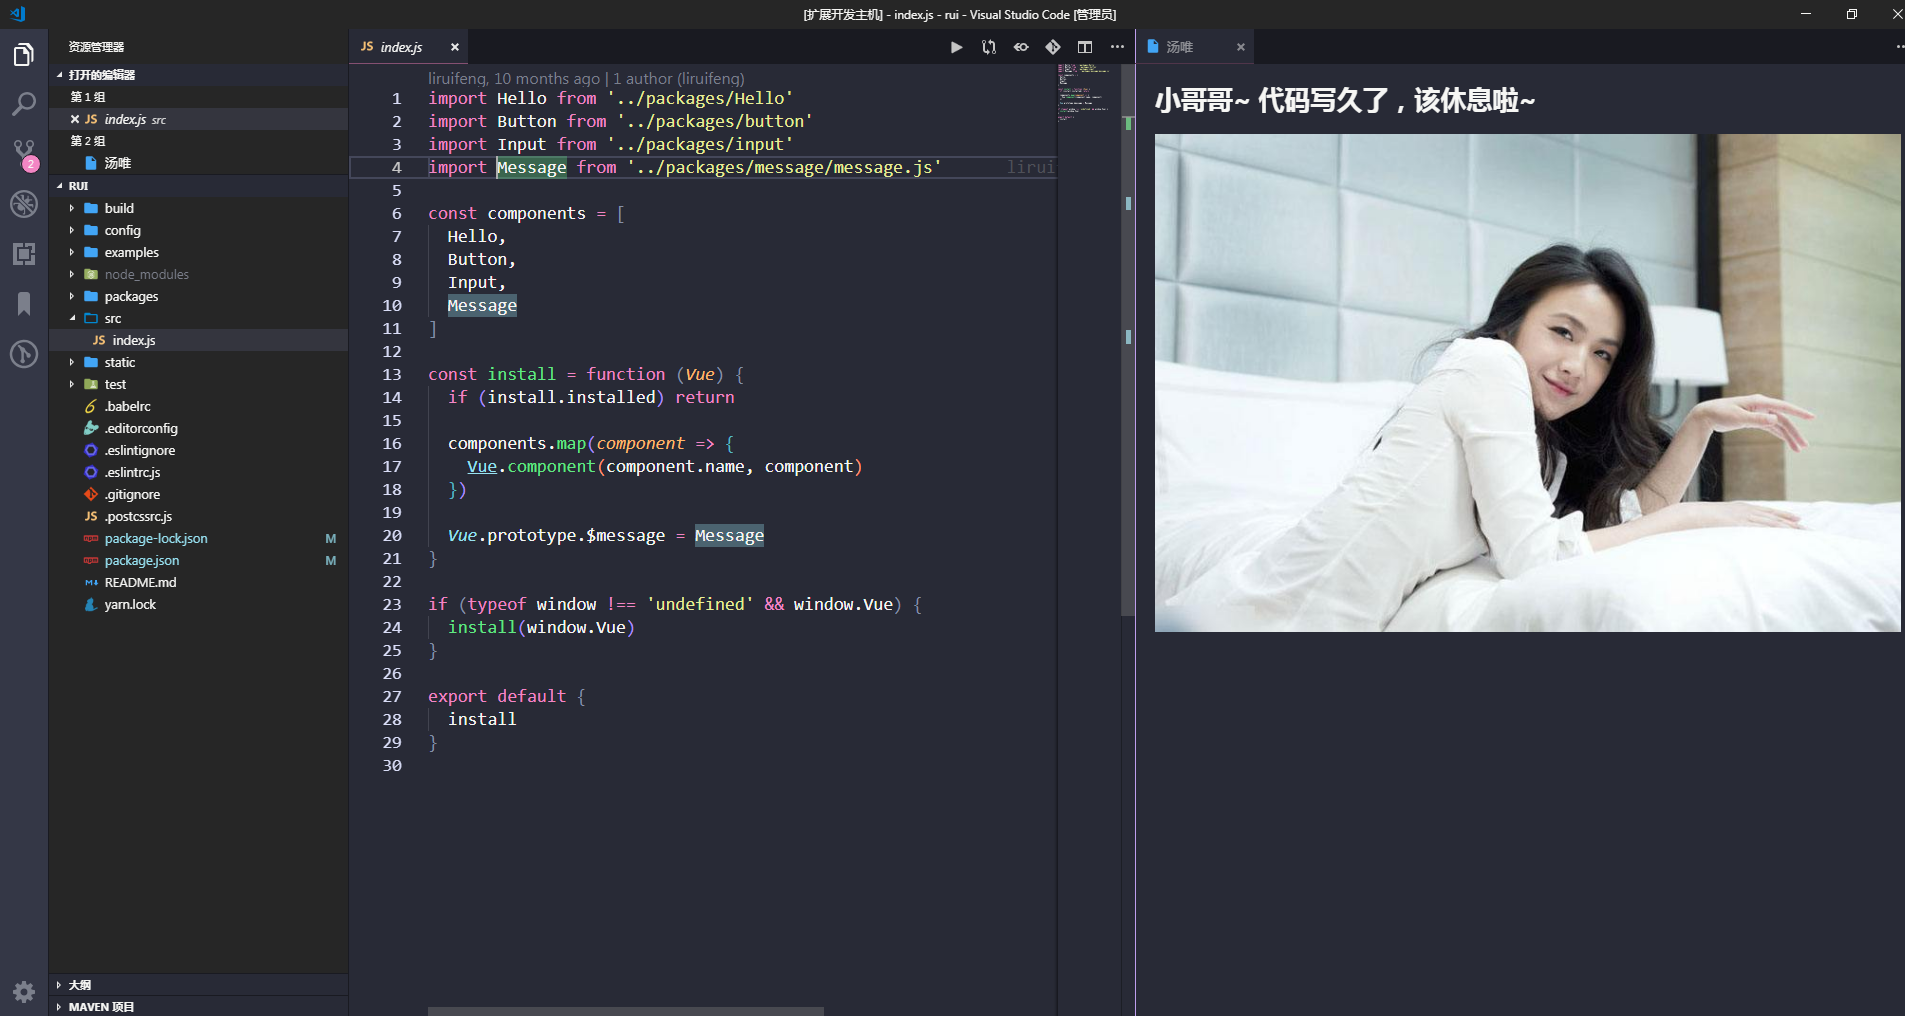 [扩展开发主机] - index.js - rui - Visual Studio Code [管理员]
资源管理器
打开的编辑器
第 1 组
JS index.js src
第 2 组
汤唯
RUI
build
config
examples
node_modules
packages
src
JS index.js
static
test
.babelrc
.editorconfig
.eslintignore
.eslintrc.js
.gitignore
JS .postcssrc.js
package-lock.json M
package.json M
README.md
yarn.lock
大纲
MAVEN 项目
2
JS index.js
liruifeng, 10 months ago | 1 author (liruifeng)
1 import Hello from '../packages/Hello'
2 import Button from '../packages/button'
3 import Input from '../packages/input'
4 import Message from '../packages/message/message.js' lirui
5
6 const components = [
7 Hello,
8 Button,
9 Input,
10 Message
11 ]
12
13 const install = function (Vue) {
14 if (install.installed) return
15
16 components.map(component => {
17 Vue.component(component.name, component)
18 })
19
20 Vue.prototype.$message = Message
21 }
22
23 if (typeof window !== 'undefined' && window.Vue) {
24 install(window.Vue)
25 }
26
27 export default {
28 install
29 }
30
汤唯
小哥哥~ 代码写久了，该休息啦~